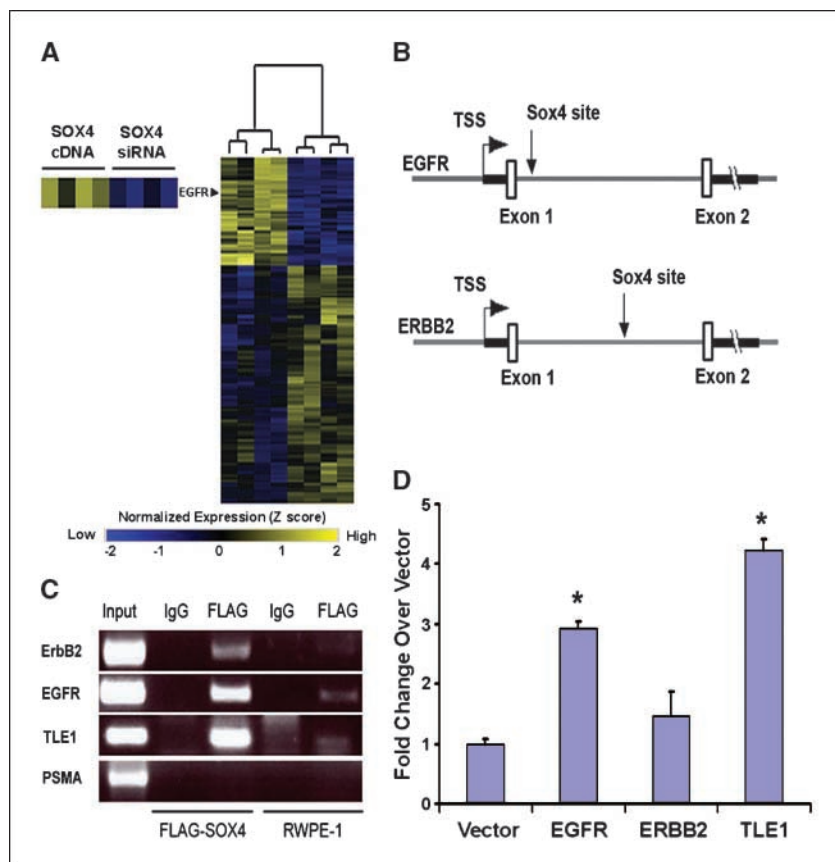 A
SOX4 SOX4
cDNA siRNA
EGFR
Normalized Expression (Z score)
Low High
-2 -1 0 1 2
B
TSS Sox4 site
EGFR
Exon 1 Exon 2
TSS Sox4 site
ERBB2
Exon 1 Exon 2
C
Input IgG FLAG IgG FLAG
ErbB2
EGFR
TLE1
PSMA
FLAG-SOX4 RWPE-1
D
Fold Change Over Vector
5
4
3
2
1
0
* *
Vector EGFR ERBB2 TLE1